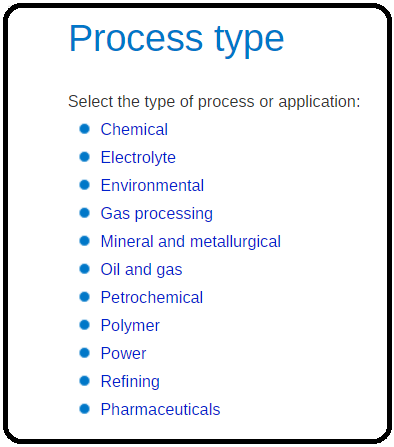 Process type
Select the type of process or application:
Chemical
Electrolyte
Environmental
Gas processing
Mineral and metallurgical
Oil and gas
Petrochemical
Polymer
Power
Refining
Pharmaceuticals